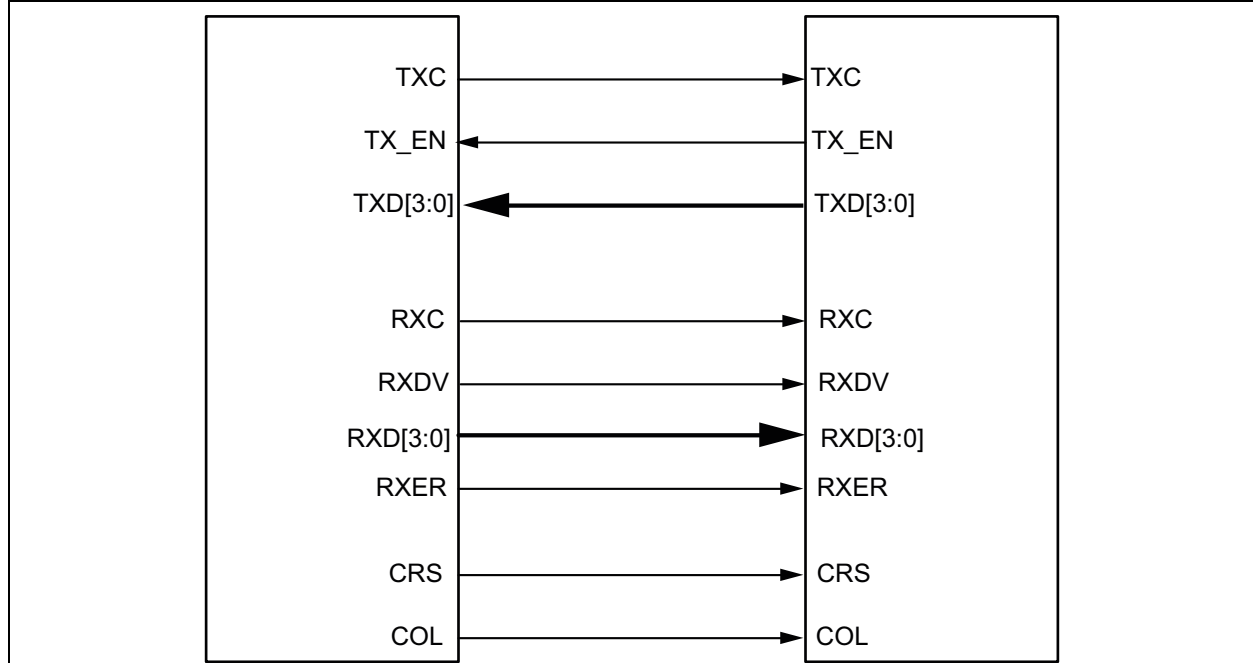 TXC TXC
TX_EN TX_EN
TXD[3:0] TXD[3:0]
RXC RXC
RXDV RXDV
RXD[3:0] RXD[3:0]
RXER RXER
CRS CRS
COL COL